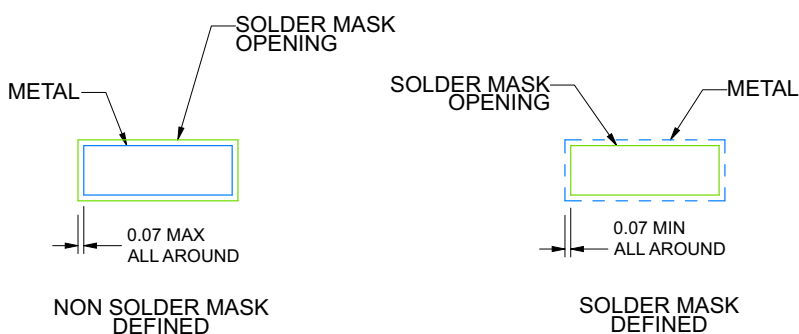 SOLDER MASK
OPENING
METAL
0.07 MAX
ALL AROUND
NON SOLDER MASK
DEFINED
SOLDER MASK
OPENING
METAL
0.07 MIN
ALL AROUND
SOLDER MASK
DEFINED